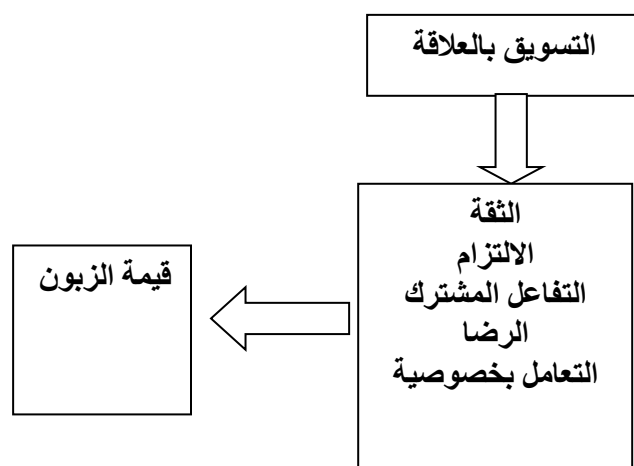 التسويق بالعلاقة
الثقة
الالتزام
التفاعل المشترك
الرضا
التعامل بخصوصية
قيمة الزبون